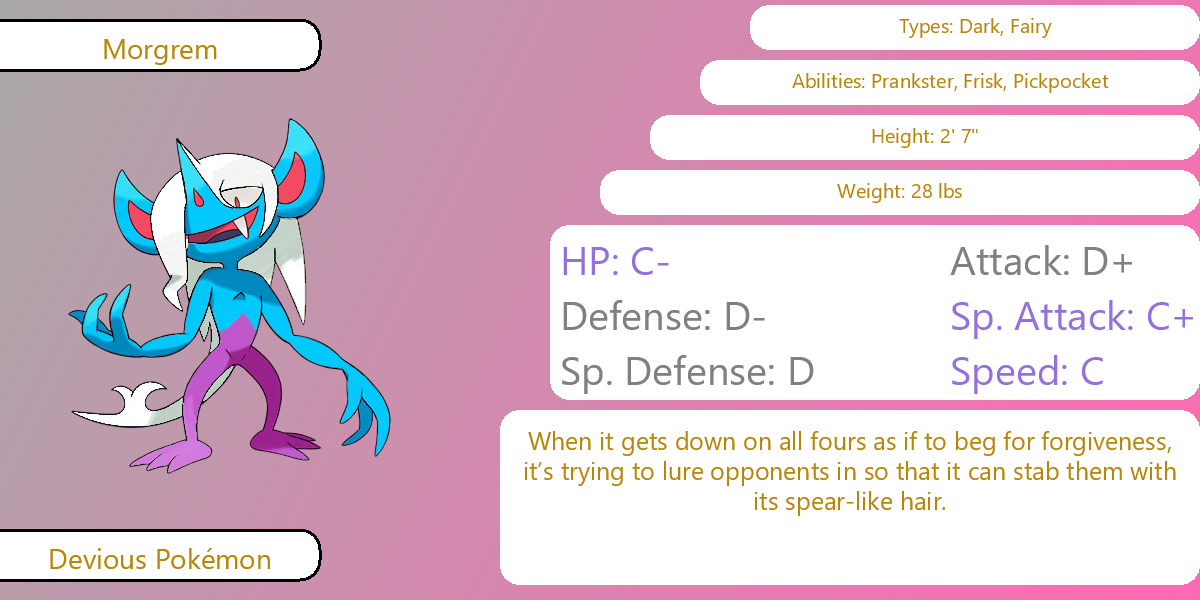 Morgrem
Types: Dark, Fairy
Abilities: Prankster, Frisk, Pickpocket
Height: 2' 7"
Weight: 28 lbs
HP: C-
Attack: D+
Defense: D-
Sp. Attack: C+
Sp. Defense: D
Speed: C
When it gets down on all fours as if to beg for forgiveness,
it’s trying to lure opponents in so that it can stab them with
its spear-like hair.
Devious Pokémon